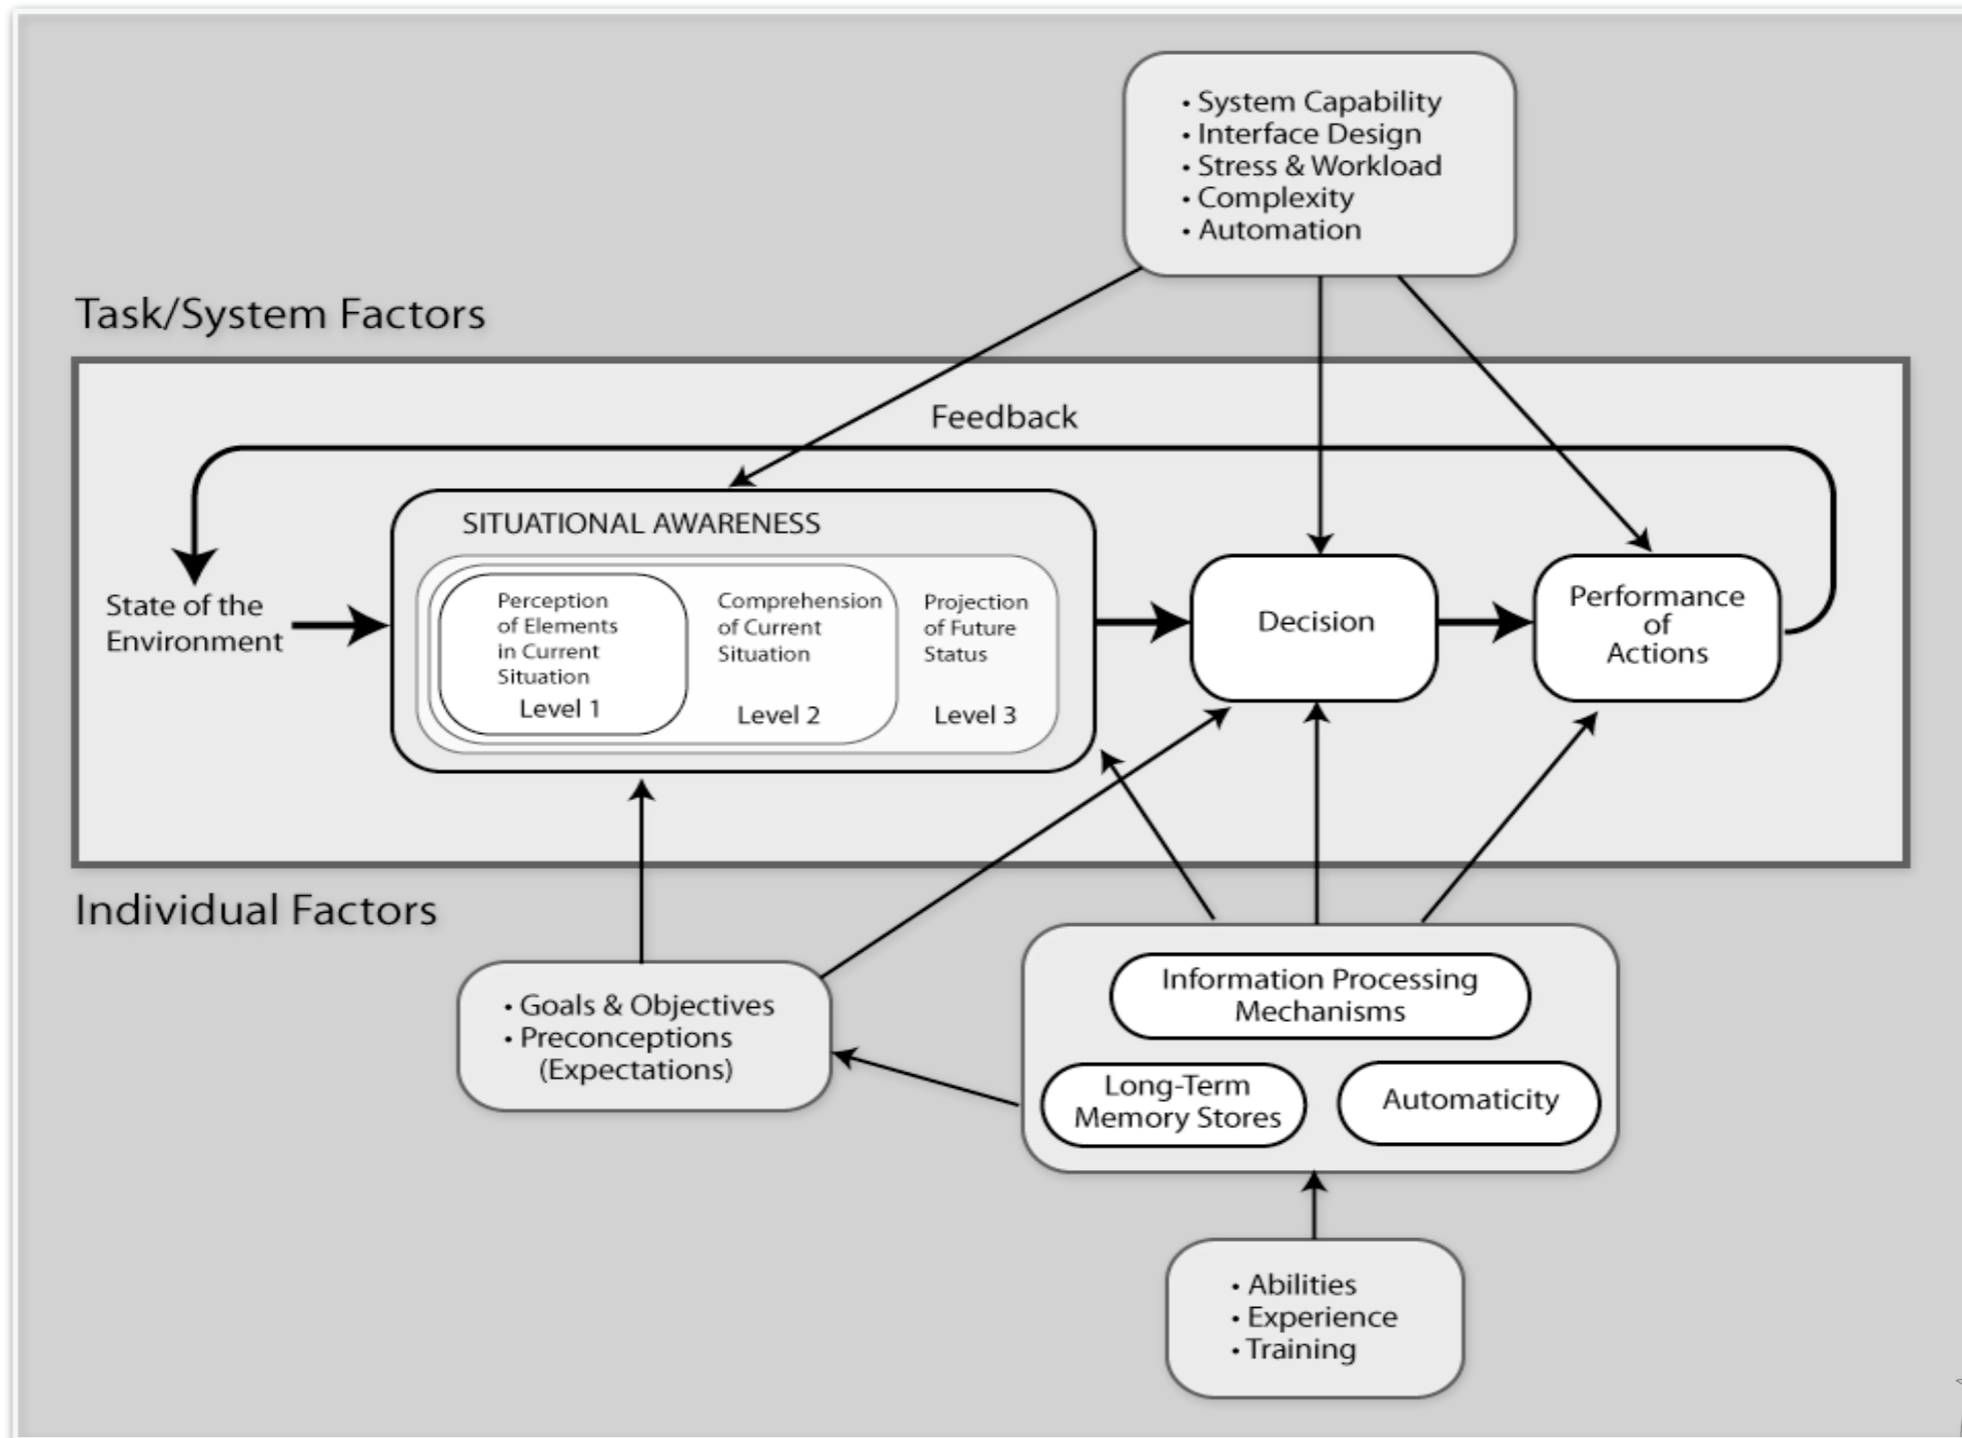 • System Capability
• Interface Design
• Stress & Workload
• Complexity
• Automation
Task/System Factors
Feedback
SITUATIONAL AWARENESS
State of the
Environment
Perception
of Elements
in Current
Situation
Level 1
Comprehension
of Current
Situation
Level 2
Projection
of Future
Status
Level 3
Decision
Performance
of
Actions
Individual Factors
• Goals & Objectives
• Preconceptions
(Expectations)
Information Processing
Mechanisms
Long-Term
Memory Stores
Automaticity
• Abilities
• Experience
• Training